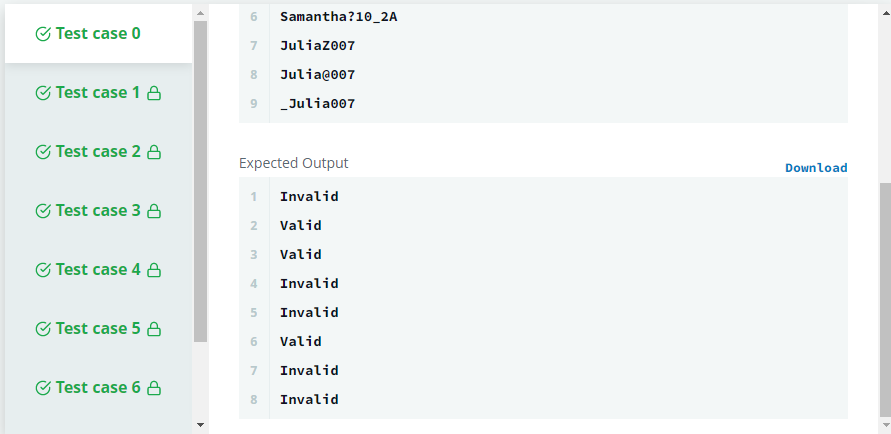 Test case 0
Test case 1
Test case 2
Test case 3
Test case 4
Test case 5
Test case 6
6 Samantha?10_2A
7 JuliaZ007
8 Julia@007
9 _Julia007
Expected Output
Download
1 Invalid
2 Valid
3 Valid
4 Invalid
5 Invalid
6 Valid
7 Invalid
8 Invalid